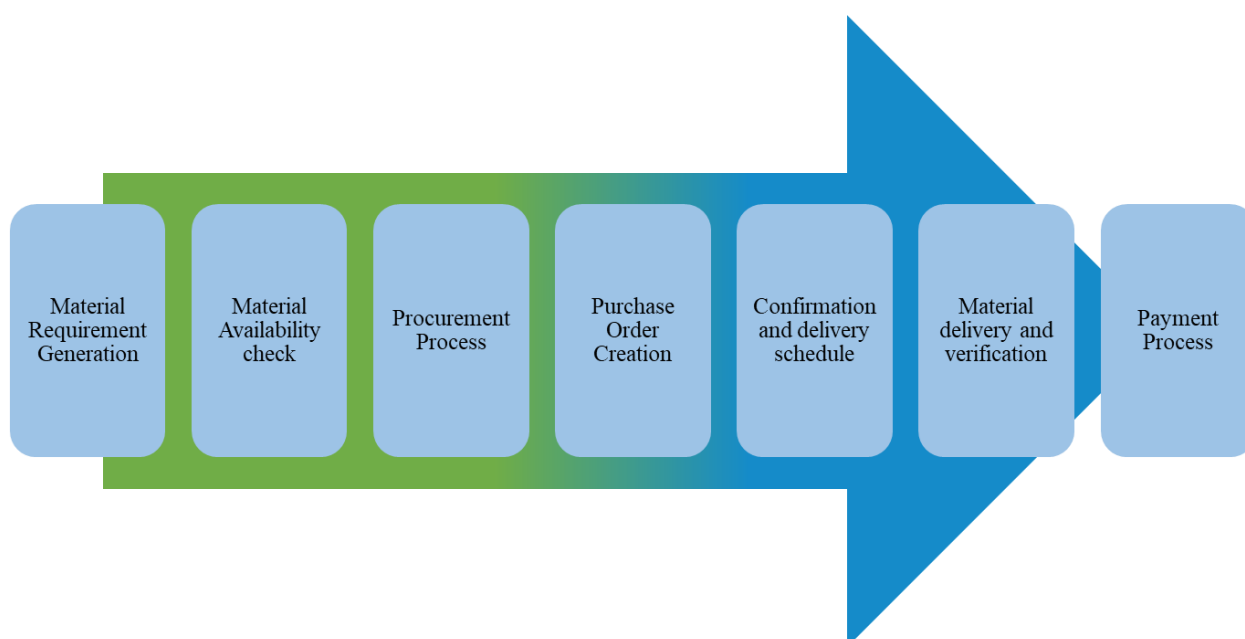 Material
Requirement
Generation
Material
Availability
check
Procurement
Process
Purchase
Order
Creation
Confirmation
and delivery
schedule
Material
delivery and
verification
Payment
Process